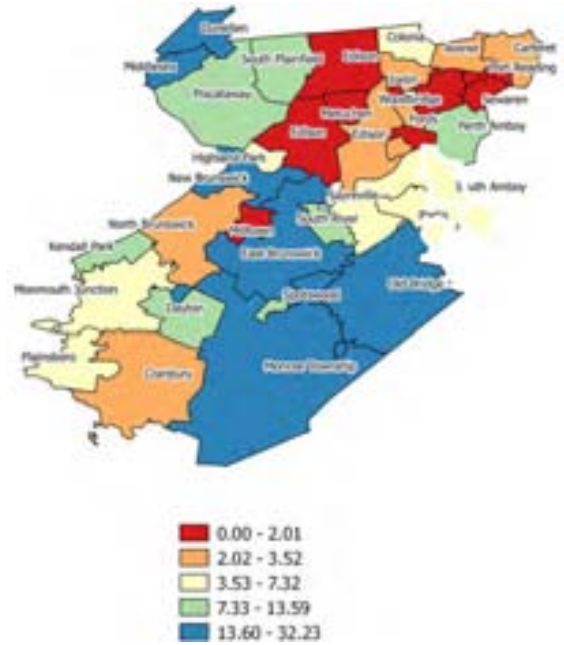 Dunellen
Middlesex
South Plainfield
Edison
Colonia
Avenel
Carteret
Iselin
Port Reading
Piscataway
Woodbridge
Sewaren
Metuchen
Fords
Edison
Edison
Perth Amboy
Highland Park
New Brunswick
Sayreville
uth Amboy
South River
North Brunswick
Milltown
Kendall Park
East Brunswick
Monmouth Junction
Spotswood
Old Bridge
Dayton
Plainsboro
Cranbury
Monroe Township
0.00 - 2.01
2.02 - 3.52
3.53 - 7.32
7.33 - 13.59
13.60 - 32.23